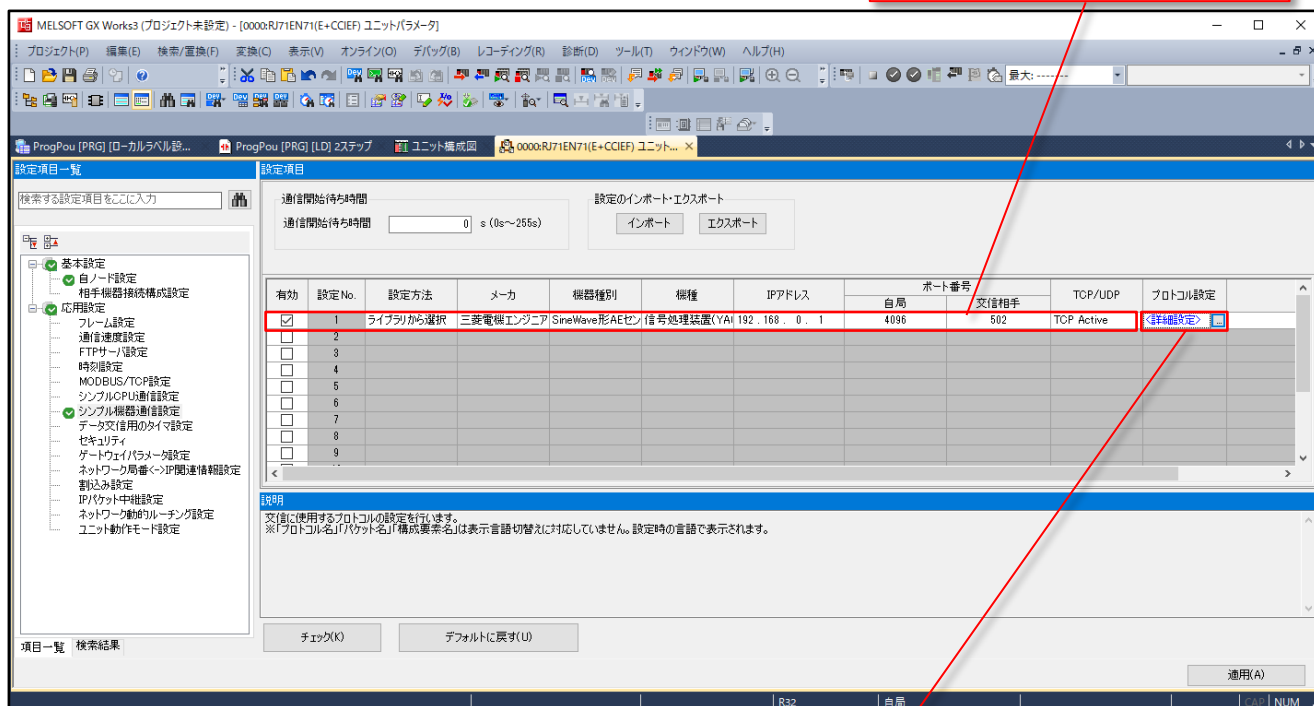 MELSOFT GX Works3 (プロジェクト未設定) - [0000:RJ71EN71(E+CCIEF) ユニットパラメータ]
プロジェクト(P) 編集(E) 検索/置換(F) 変換(C) 表示(V) オンライン(O) デバッグ(B) レコーディング(R) 診断(D) ツール(T) ウィンドウ(W) ヘルプ(H)
最大: -------
ProgPou [PRG] [ローカルラベル設... ProgPou [PRG] [LD] 2ステップ ユニット構成図 0000:RJ71EN71(E+CCIEF) ユニット...
設定項目一覧
検索する設定項目をここに入力
基本設定
自ノード設定
相手機器接続構成設定
応用設定
フレーム設定
通信速度設定
FTPサーバ設定
時刻設定
MODBUS/TCP設定
シンプルCPU通信設定
シンプル機器通信設定
データ交信用のタイマ設定
セキュリティ
ゲートウェイパラメータ設定
ネットワーク局番<->IP関連情報設定
割込み設定
IPパケット中継設定
ネットワーク動的ルーチング設定
ユニット動作モード設定
項目一覧 検索結果
設定項目
通信開始待ち時間
通信開始待ち時間 0 s (0s~255s)
設定のインポート・エクスポート
インポート エクスポート
有効 設定No. 設定方法 メーカ 機器種別 機種 IPアドレス ポート番号 TCP/UDP プロトコル設定
自局 交信相手
1 ライブラリから選択 三菱電機エンジニア SineWave形AEセン 信号処理装置(YA 192 . 168 . 0 . 1 4096 502 TCP Active <詳細設定> ...
2
3
4
5
6
7
8
9
説明
交信に使用するプロトコルの設定を行います。
※「プロトコル名」「パケット名」「構成要素名」は表示言語切替えに対応していません。設定時の言語で表示されます。
チェック(K) デフォルトに戻す(U)
適用(A)
R32 自局 CAP NUM